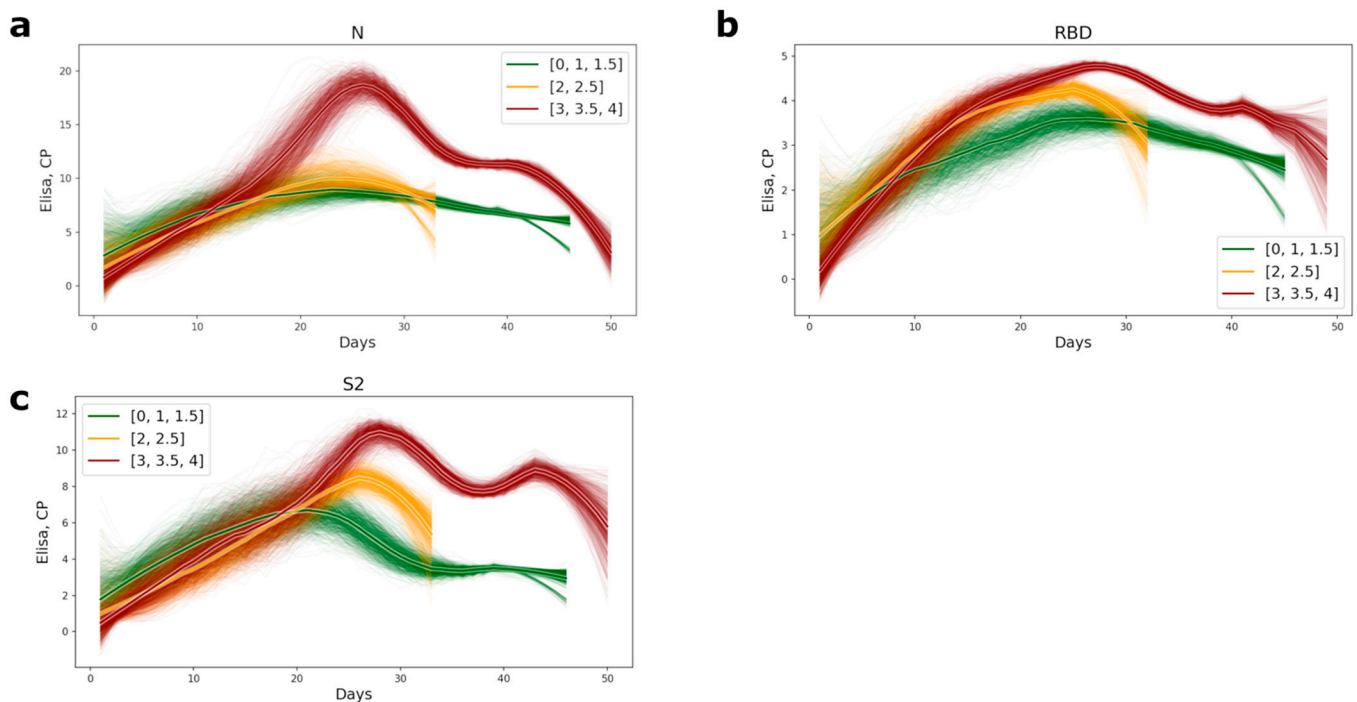 a
N
Elisa, CP
20
15
10
5
0
[0, 1, 1.5]
[2, 2.5]
[3, 3.5, 4]
0 10 20 30 40 50
Days
b
RBD
Elisa, CP
5
4
3
2
1
0
[0, 1, 1.5]
[2, 2.5]
[3, 3.5, 4]
0 10 20 30 40 50
Days
c
S2
Elisa, CP
12
10
8
6
4
2
0
[0, 1, 1.5]
[2, 2.5]
[3, 3.5, 4]
0 10 20 30 40 50
Days